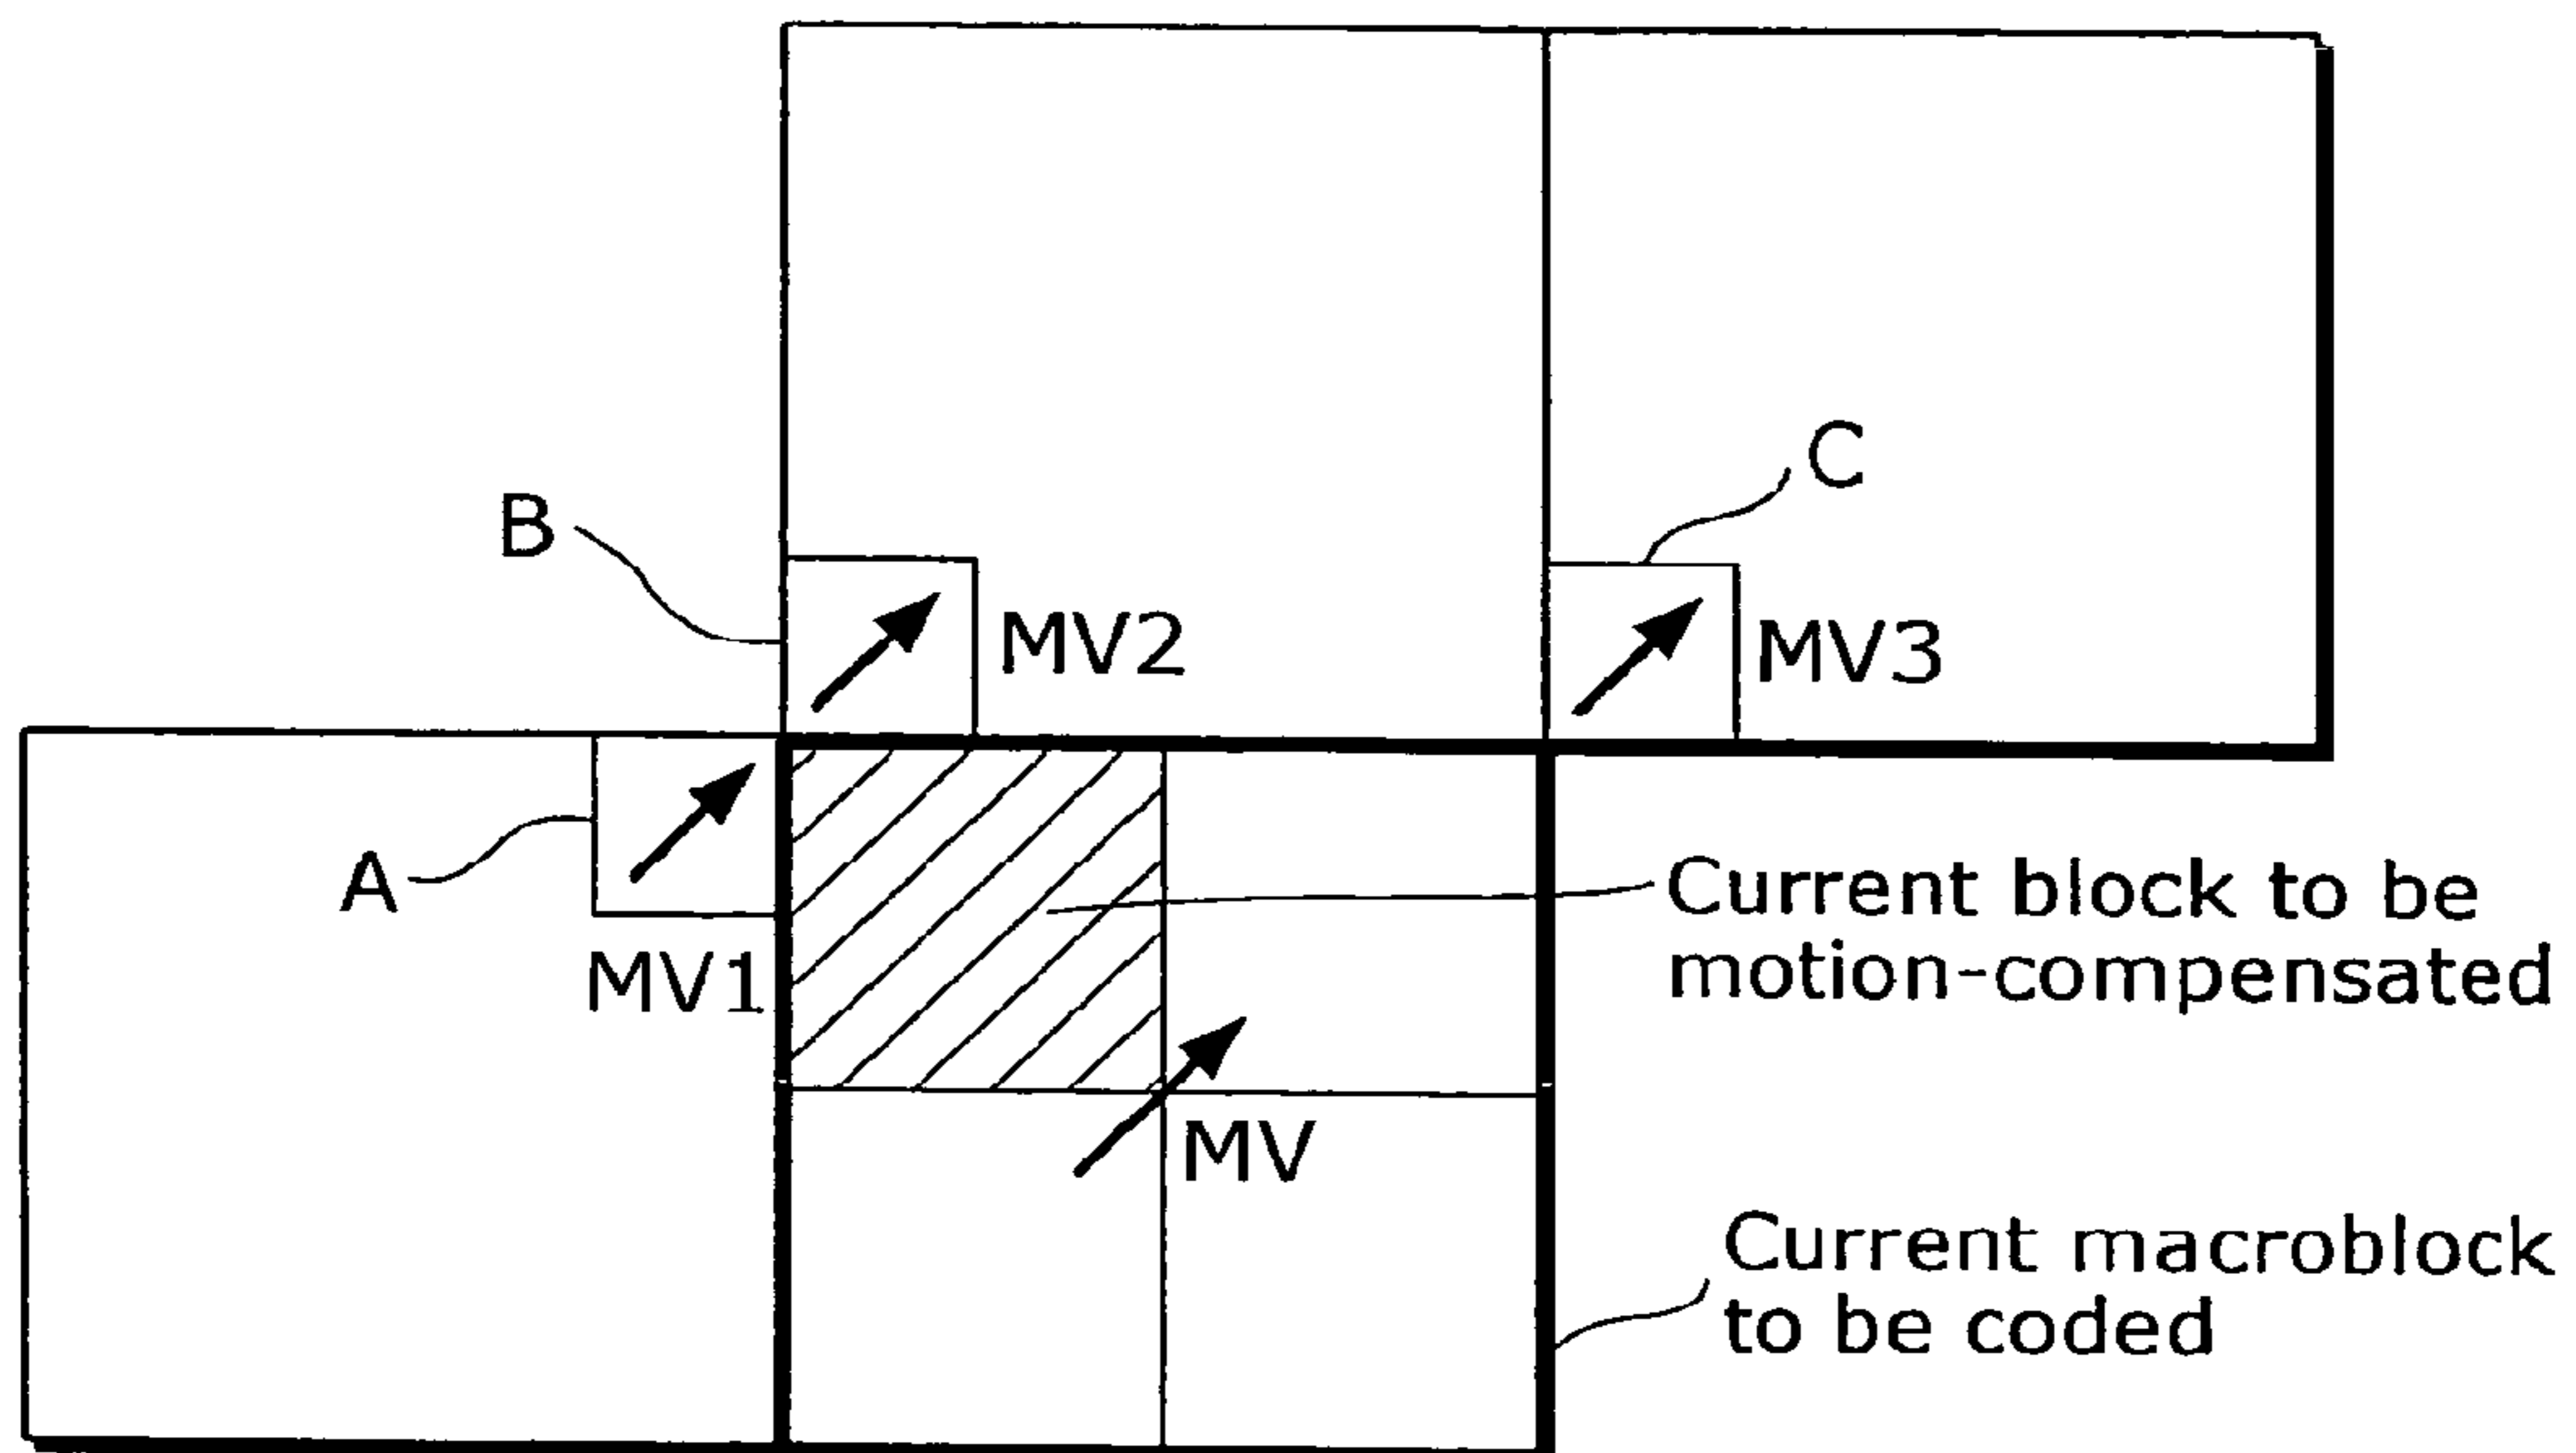 C
B
MV2
MV3
A
MV1
Current block to be
motion-compensated
MV
Current macroblock
to be coded